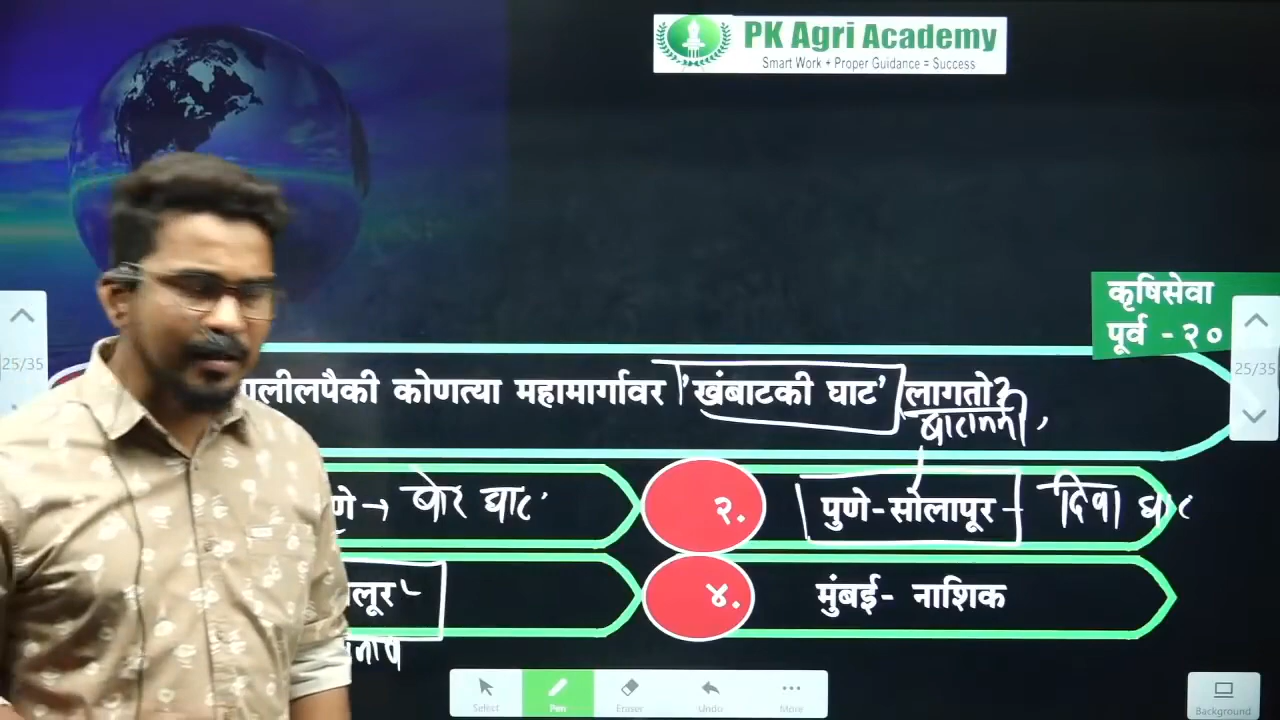 PK Agri Academy
Smart Work + Proper Guidance = Success
कृषिसेवा
पूर्व - २०
25/35
25/35
कोणत्या महामार्गावर 'खंबाटकी घाट' लागतो?
→ बोर घाट
२. पुणे-सोलापूर - दिवा घाट
४. मुंबई- नाशिक
Select
Pen
Eraser
Undo
More
Background